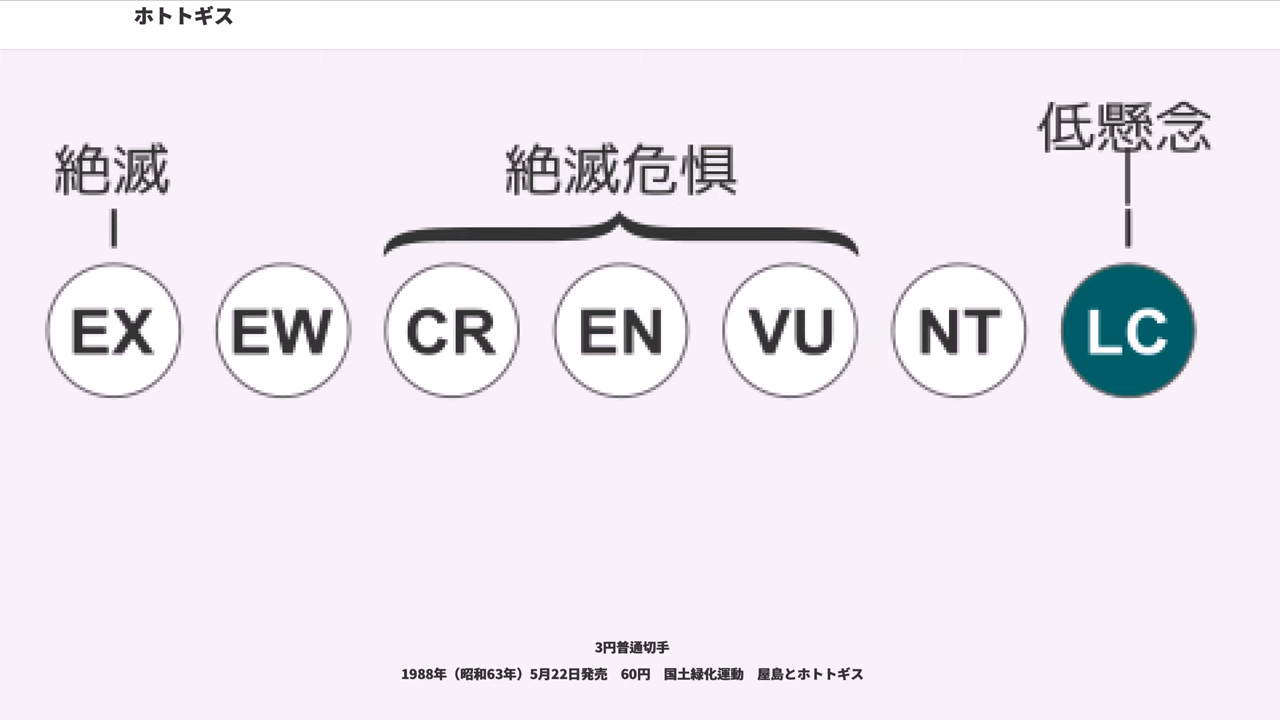 ホトトギス
低懸念
絶滅
絶滅危惧
EX EW CR EN VU NT LC
3円普通切手
1988年（昭和63年）5月22日発売　60円　国土緑化運動　屋島とホトトギス